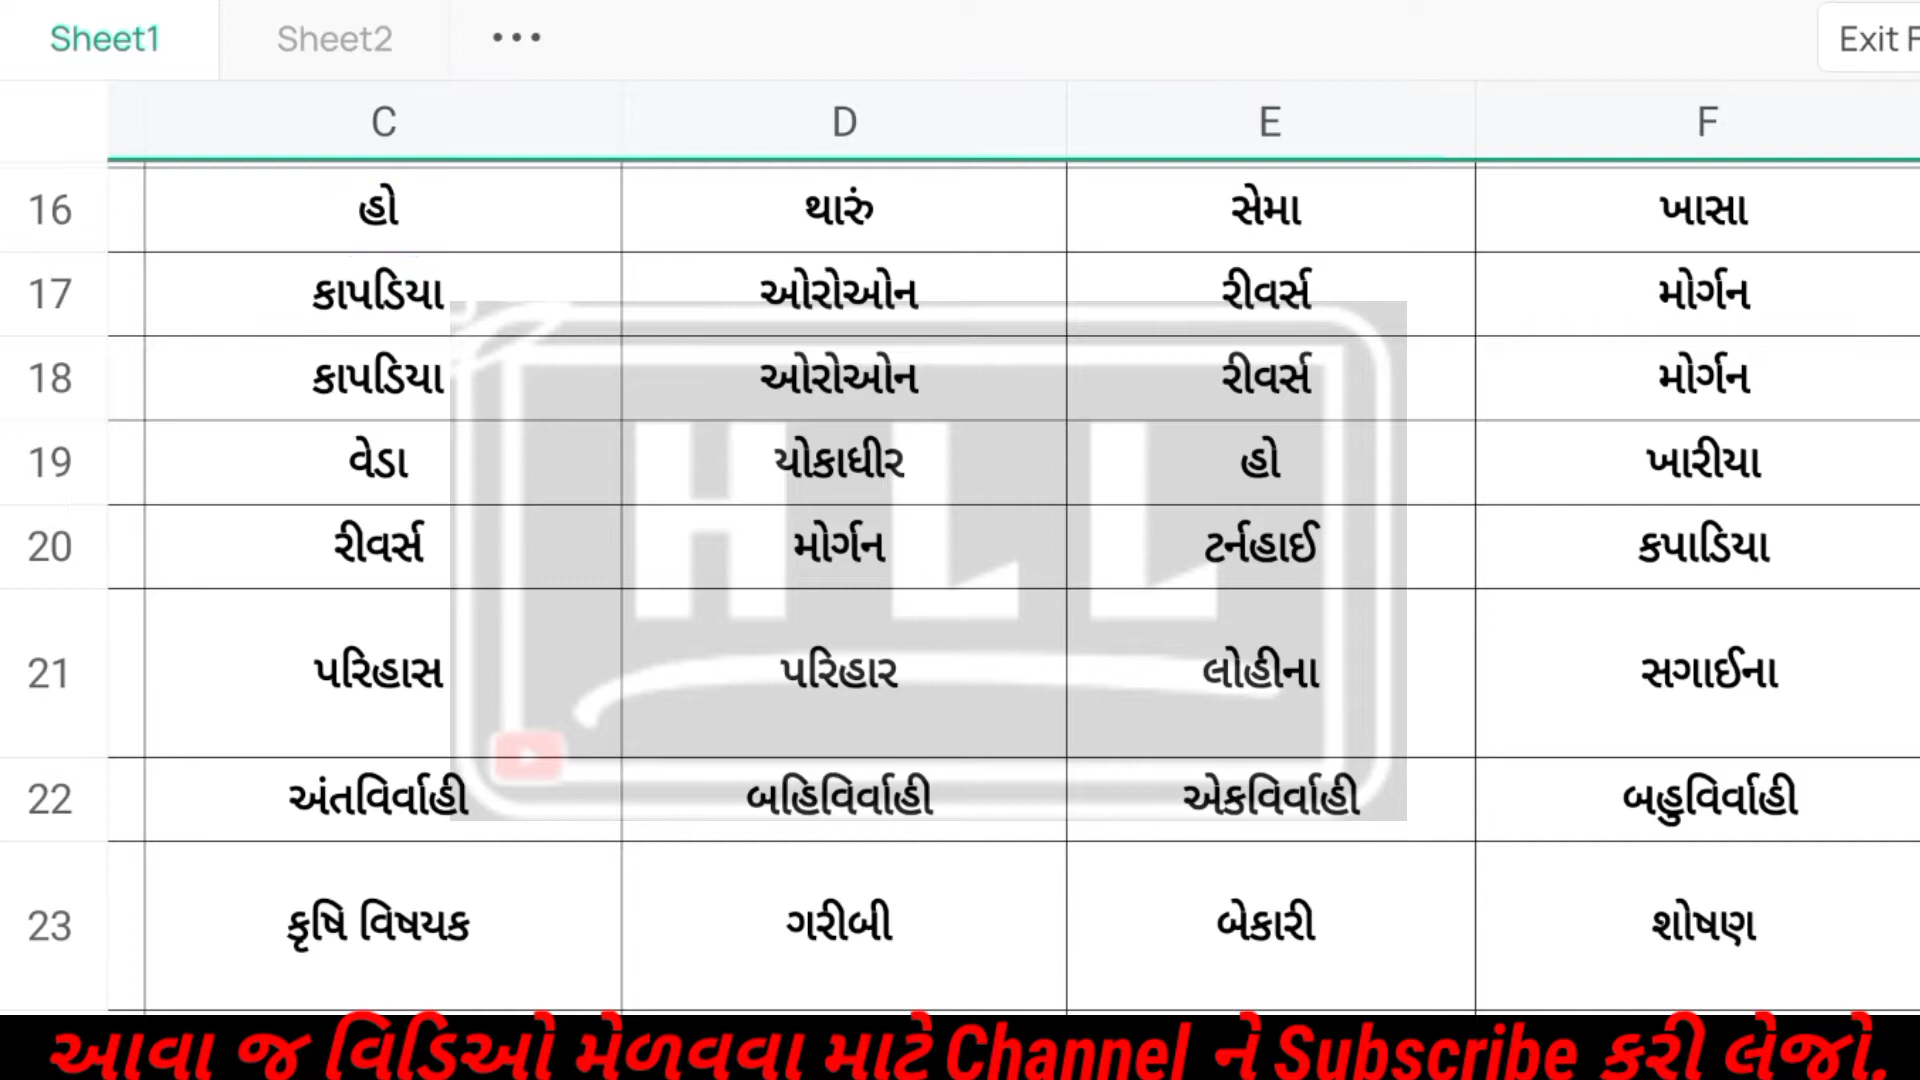 Sheet1 Sheet2 ••• Exit F
C D E F
16 હો થારું સેમા ખાસા
17 કાપડિયા ઓરોઓન રીવર્સ મોર્ગન
18 કાપડિયા ઓરોઓન રીવર્સ મોર્ગન
19 વેડા યોકાધીર હો ખારીયા
20 રીવર્સ મોર્ગન ટર્નહાઈ કપાડિયા
21 પરિહાસ પરિહાર લોહીના સગાઈના
22 અંતવિર્વાહી બહિવિર્વાહી એકવિર્વાહી બહુવિર્વાહી
23 કૃષિ વિષયક ગરીબી બેકારી શોષણ
HLL
આવા જ વિડિઓ મેળવવા માટે Channel ને Subscribe કરી લેજો.